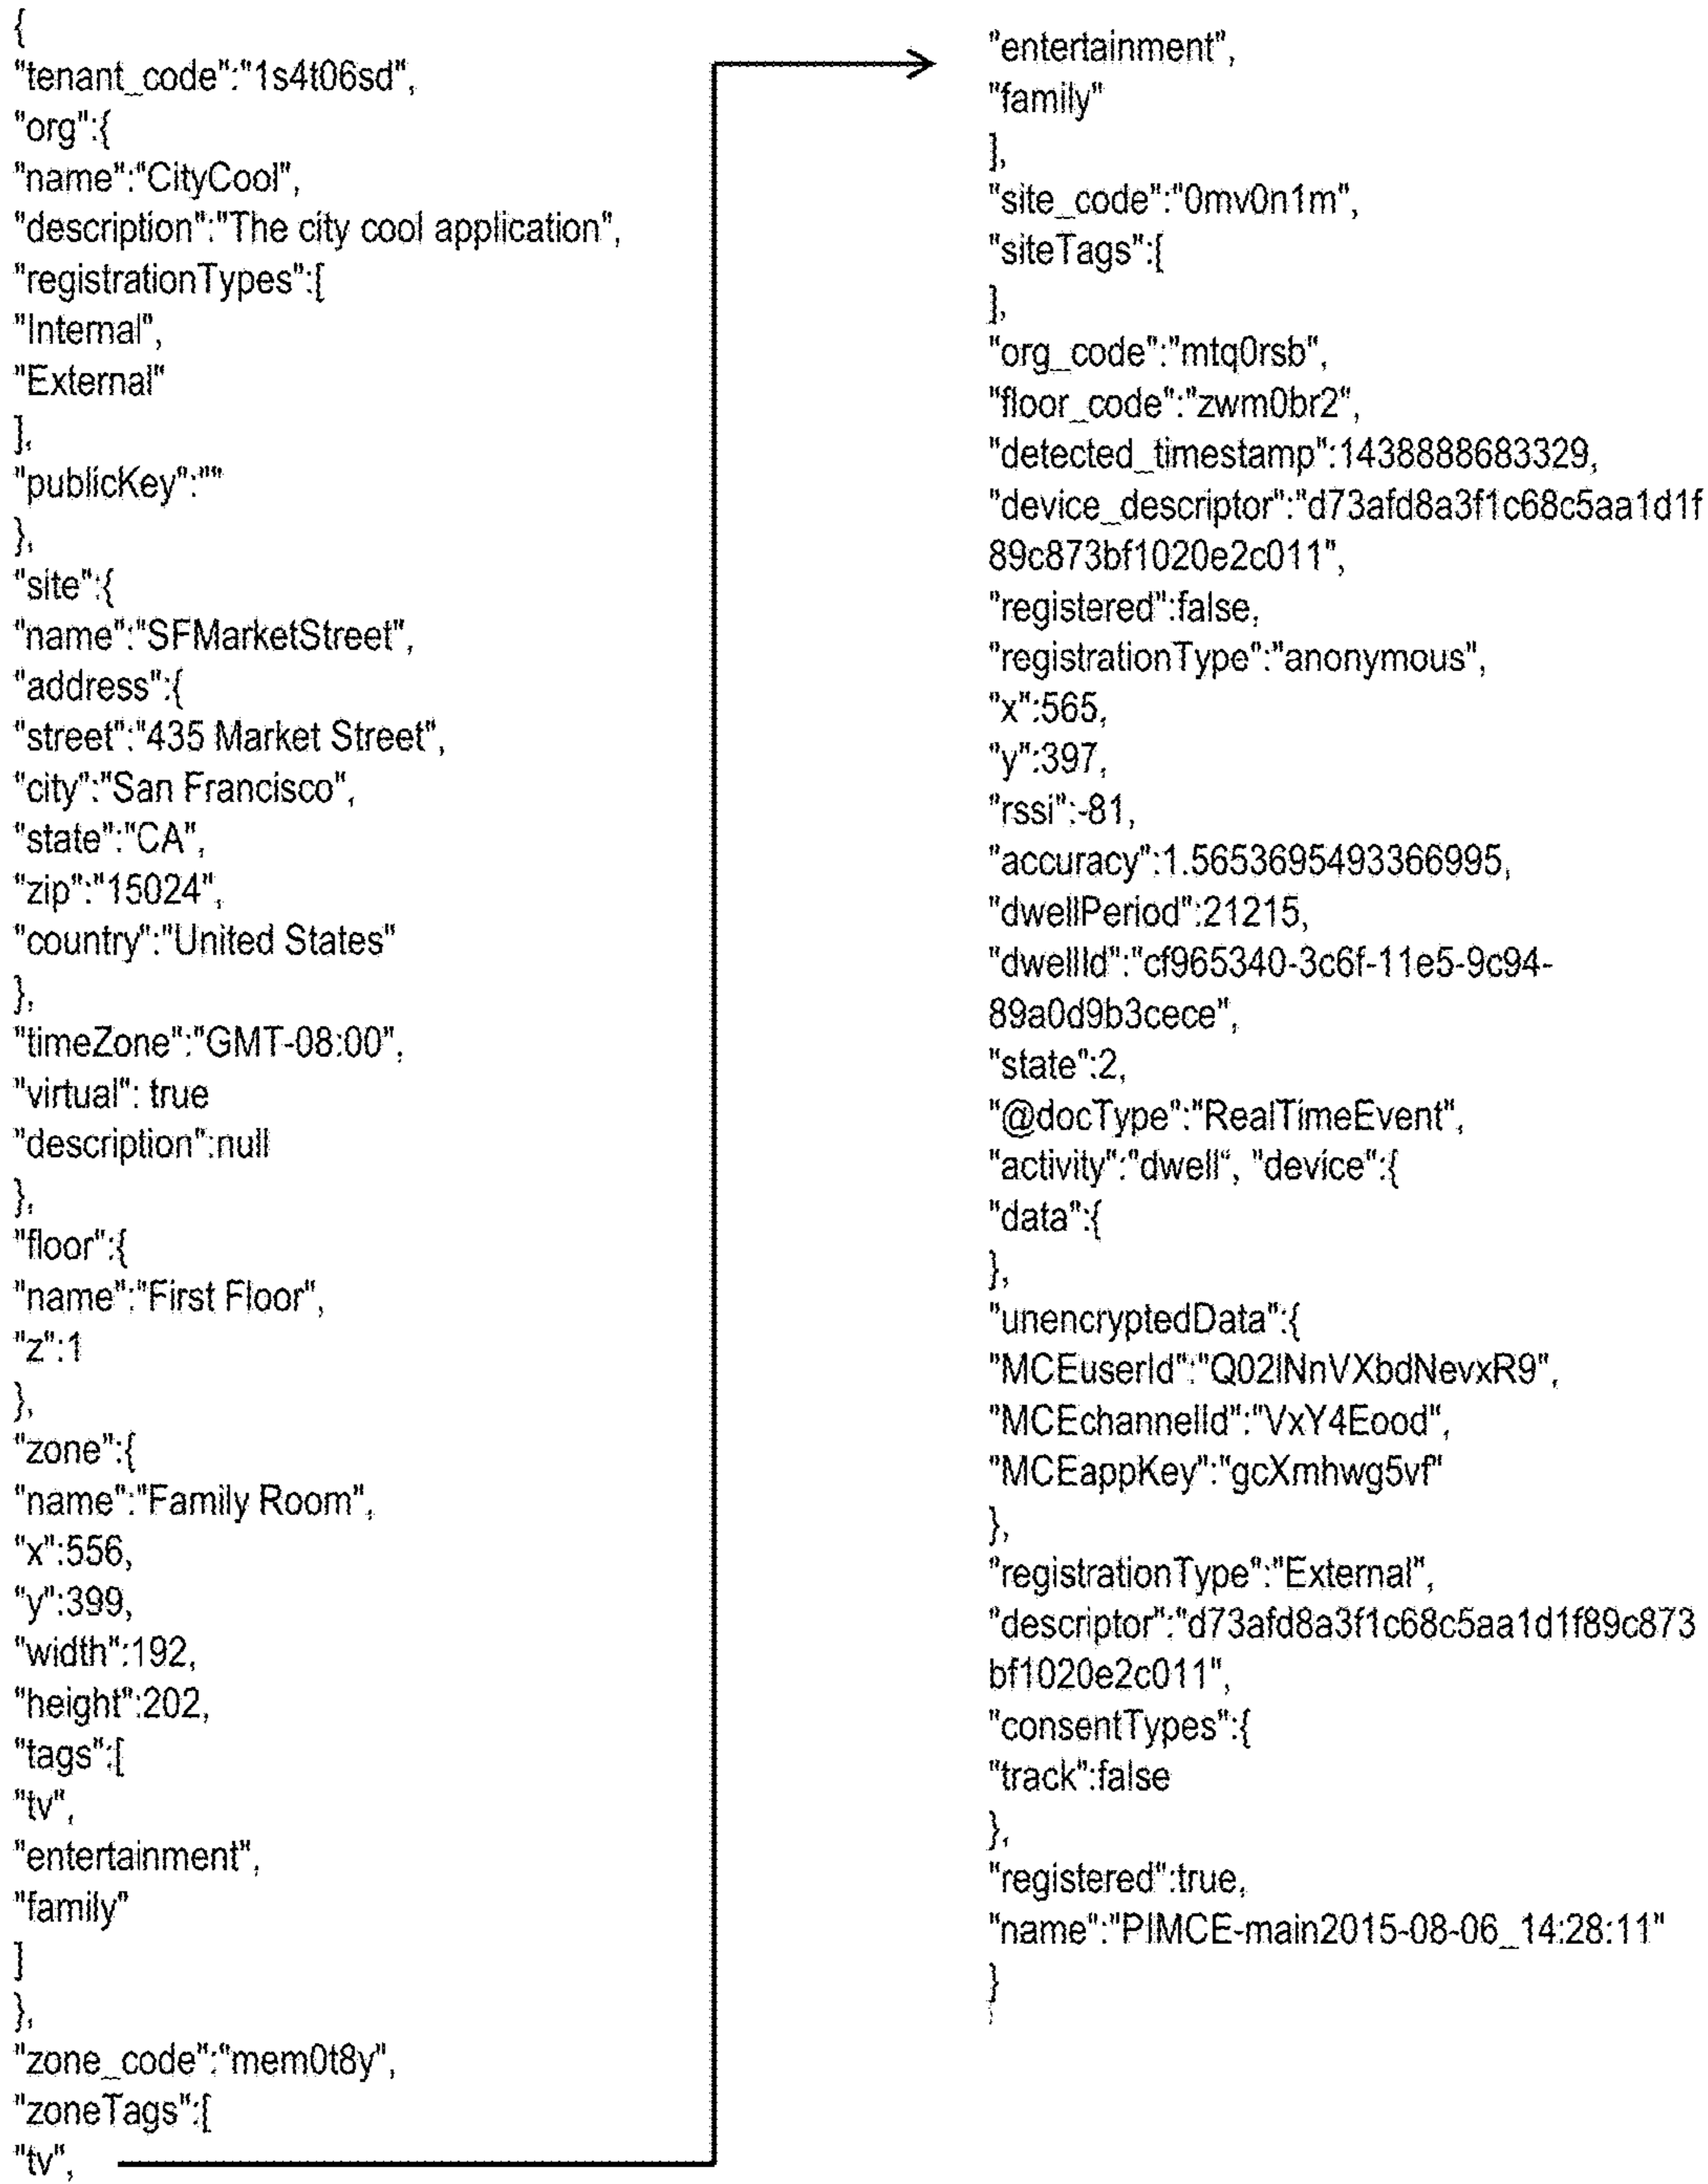 {
"tenant_code":"1s4t06sd",
"org":{
"name":"CityCool",
"description":"The city cool application",
"registrationTypes":[
"Internal",
"External"
],
"publicKey":""
},
"site":{
"name":"SFMarketStreet",
"address":{
"street":"435 Market Street",
"city":"San Francisco",
"state":"CA",
"zip":"15024",
"country":"United States"
},
"timeZone":"GMT-08:00",
"virtual": true
"description":null
},
"floor":{
"name":"First Floor",
"z":1
},
"zone":{
"name":"Family Room",
"x":556,
"y":399,
"width":192,
"height":202,
"tags":[
"tv",
"entertainment",
"family"
]
},
"zone_code":"mem0t8y",
"zoneTags":[
"tv",
"entertainment",
"family"
],
"site_code":"0mv0n1m",
"siteTags":[
],
"org_code":"mtq0rsb",
"floor_code":"zwm0br2",
"detected_timestamp":1438888683329,
"device_descriptor":"d73afd8a3f1c68c5aa1d1f
89c873bf1020e2c011",
"registered":false,
"registrationType":"anonymous",
"x":565,
"y":397,
"rssi":-81,
"accuracy":1.5653695493366995,
"dwellPeriod":21215,
"dwellId":"cf965340-3c6f-11e5-9c94-
89a0d9b3cece",
"state":2,
"@docType":"RealTimeEvent",
"activity":"dwell", "device":{
"data":{
},
"unencryptedData":{
"MCEuserId":"Q02INnVXbdNevxR9",
"MCEchannelId":"VxY4Eood",
"MCEappKey":"gcXmhwg5vf"
},
"registrationType":"External",
"descriptor":"d73afd8a3f1c68c5aa1d1f89c873
bf1020e2c011",
"consentTypes":{
"track":false
},
"registered":true,
"name":"PIMCE-main2015-08-06_14:28:11"
}
}